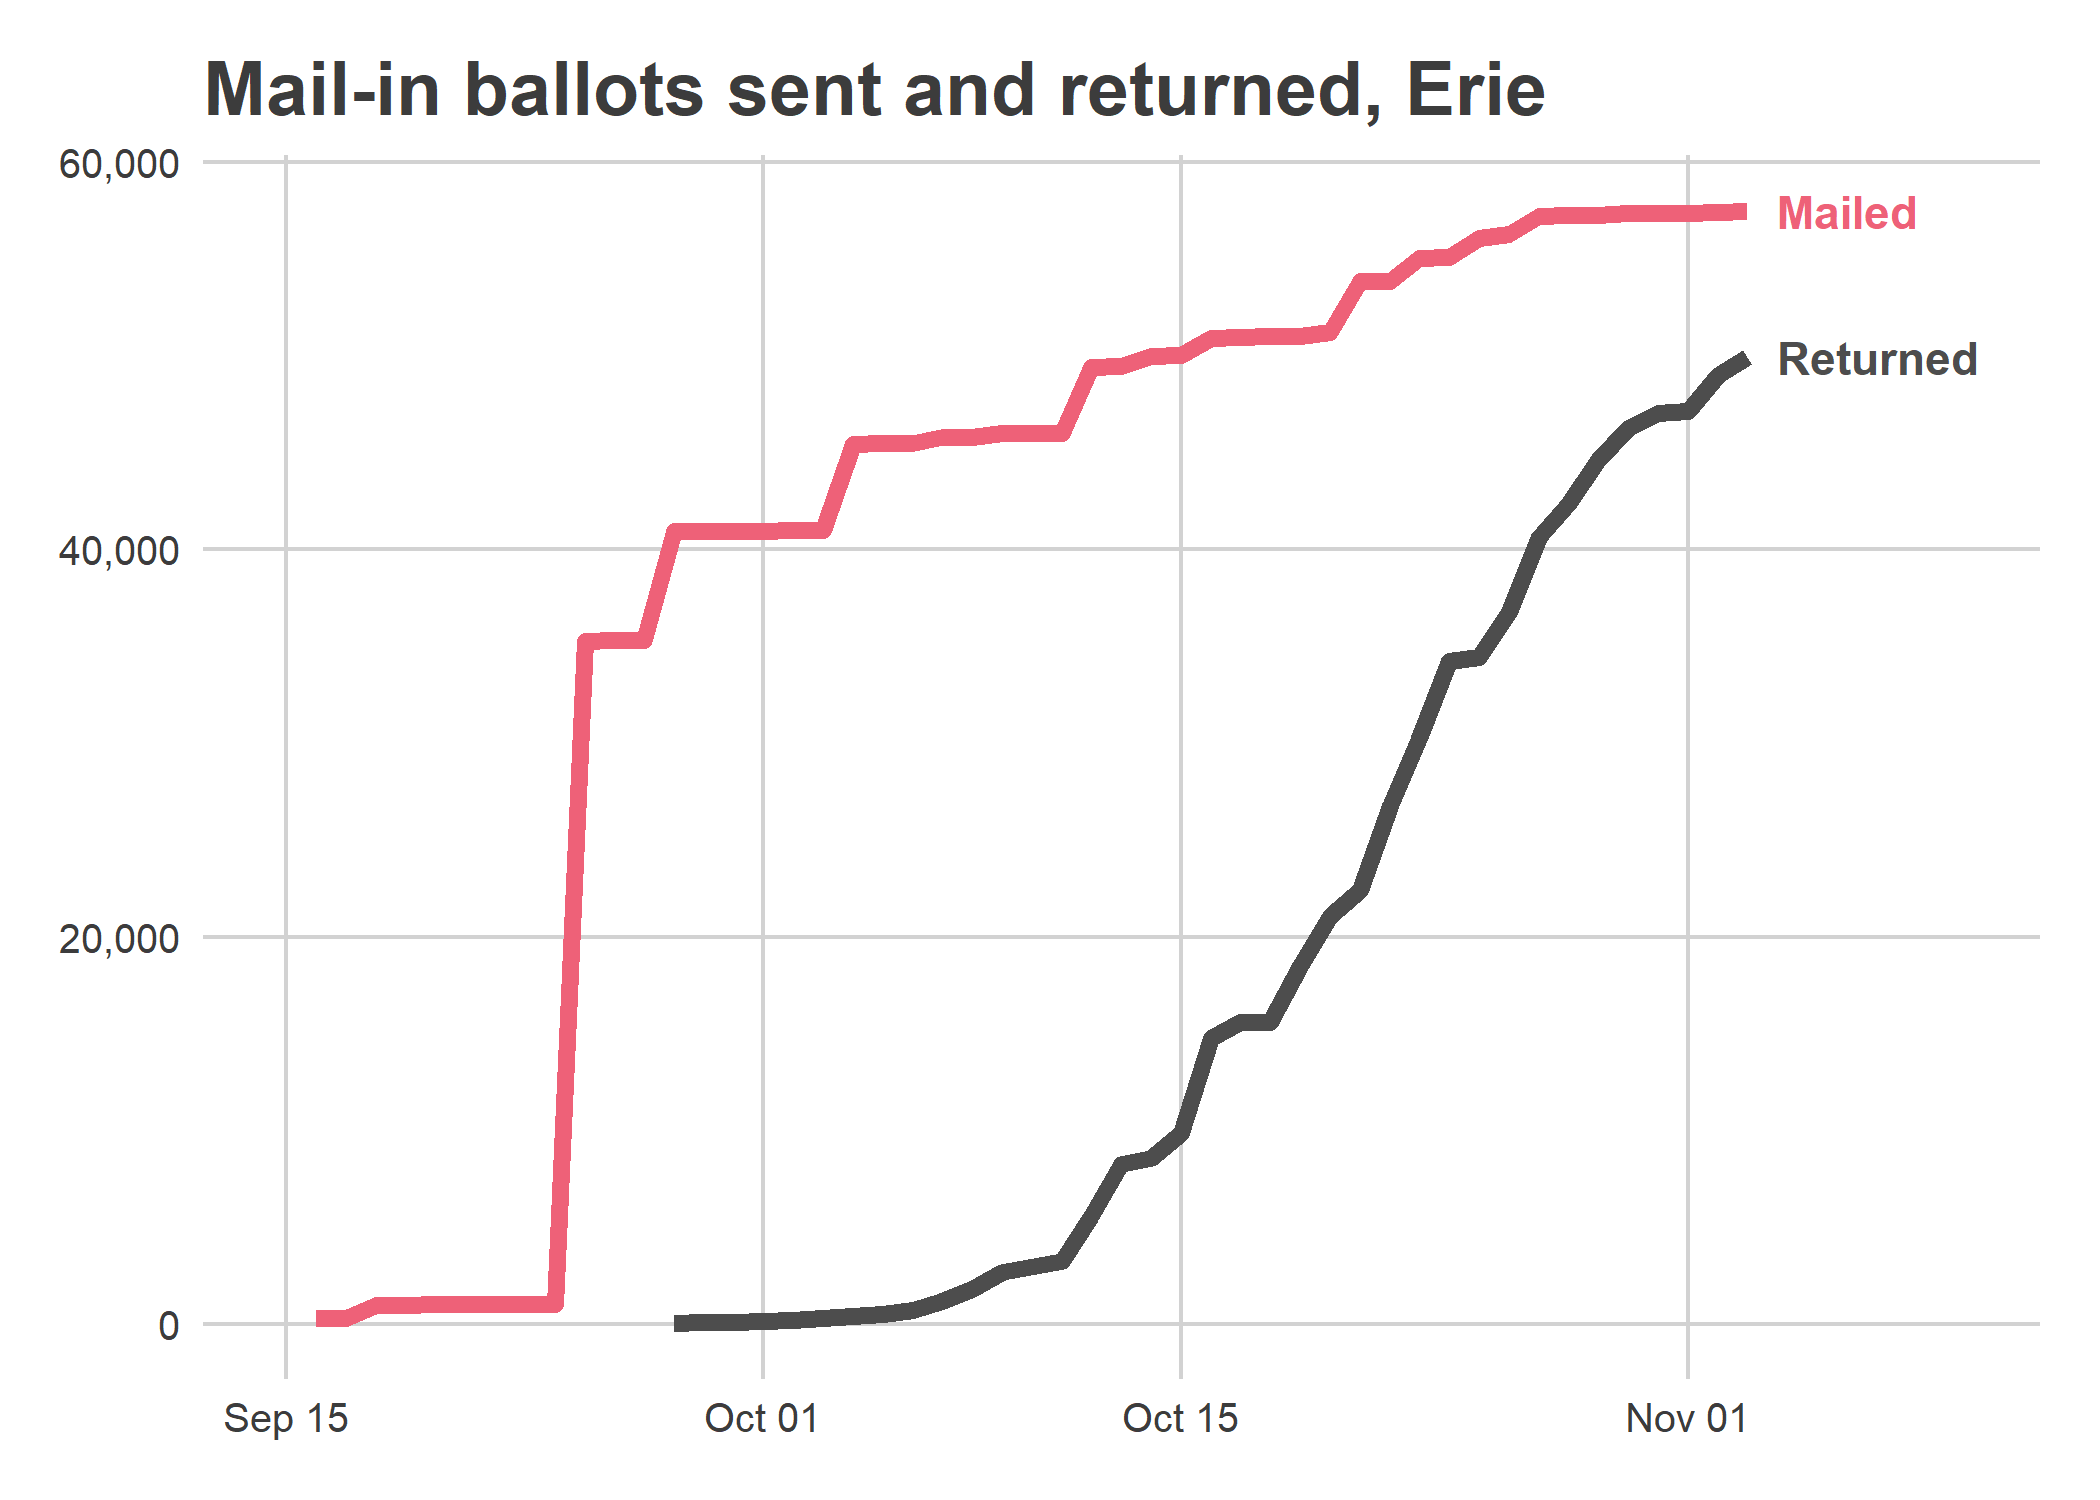 Mail-in ballots sent and returned, Erie
60,000
Mailed
Returned
40,000
20,000
0
Sep 15
Oct 01
Oct 15
Nov 01